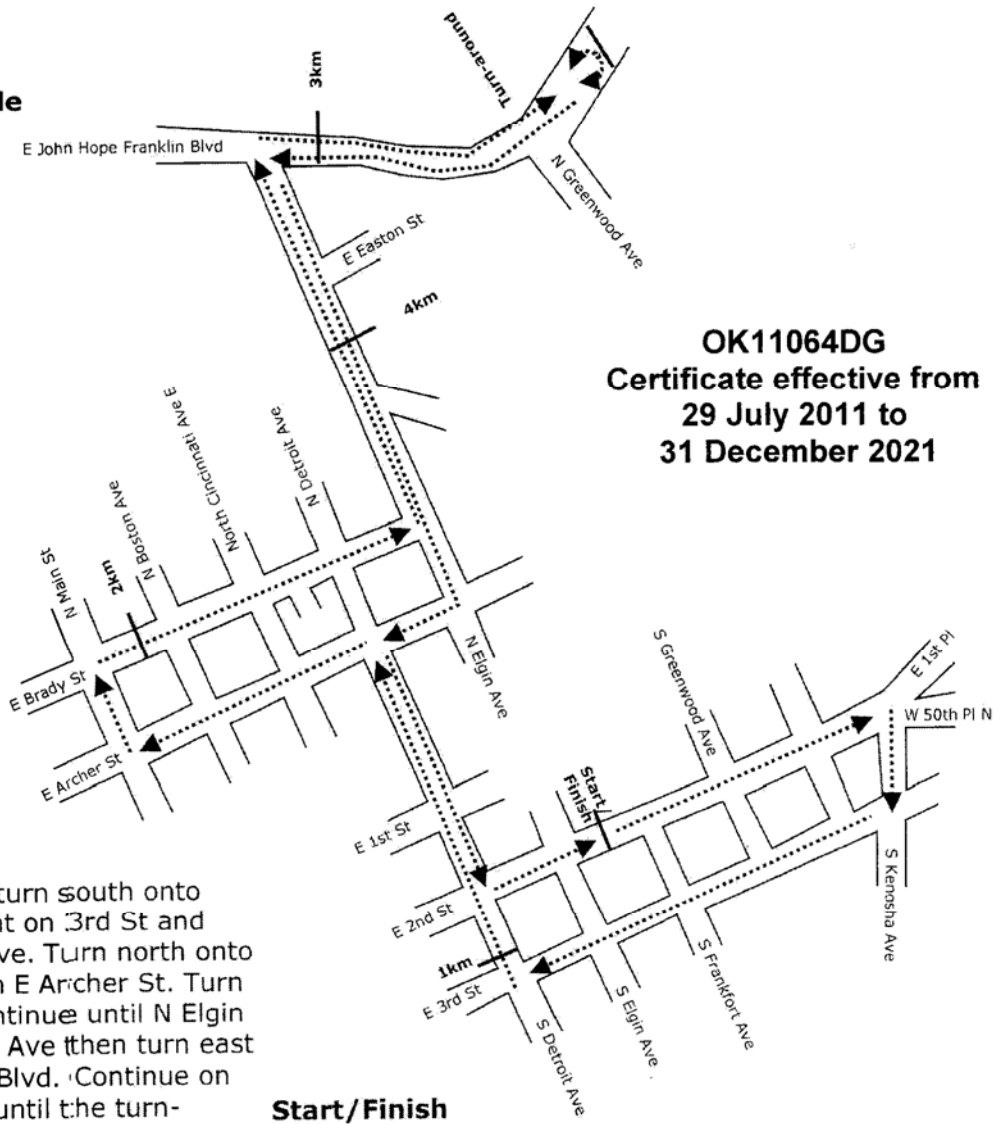 le
3km
Turn-around
E John Hope Franklin Blvd
N Greenwood Ave
E Easton St
4km
OK11064DG
Certificate effective from
29 July 2011 to
31 December 2021
N Main St
N Boston Ave
North Cincinnati Ave E
N Detroit Ave
2km
E Brady St
E Archer St
N Elgin Ave
S Greenwood Ave
E 1st Pl
W 50th Pl N
Start/
Finish
E 1st St
E 2nd St
1km
E 3rd St
S Detroit Ave
S Elgin Ave
S Frankfort Ave
S Kenosha Ave
turn south onto
nt on 3rd St and
ve. Turn north onto
n E Archer St. Turn
ntinue until N Elgin
Ave then turn east
Blvd. Continue on
until the turn-
Start/Finish